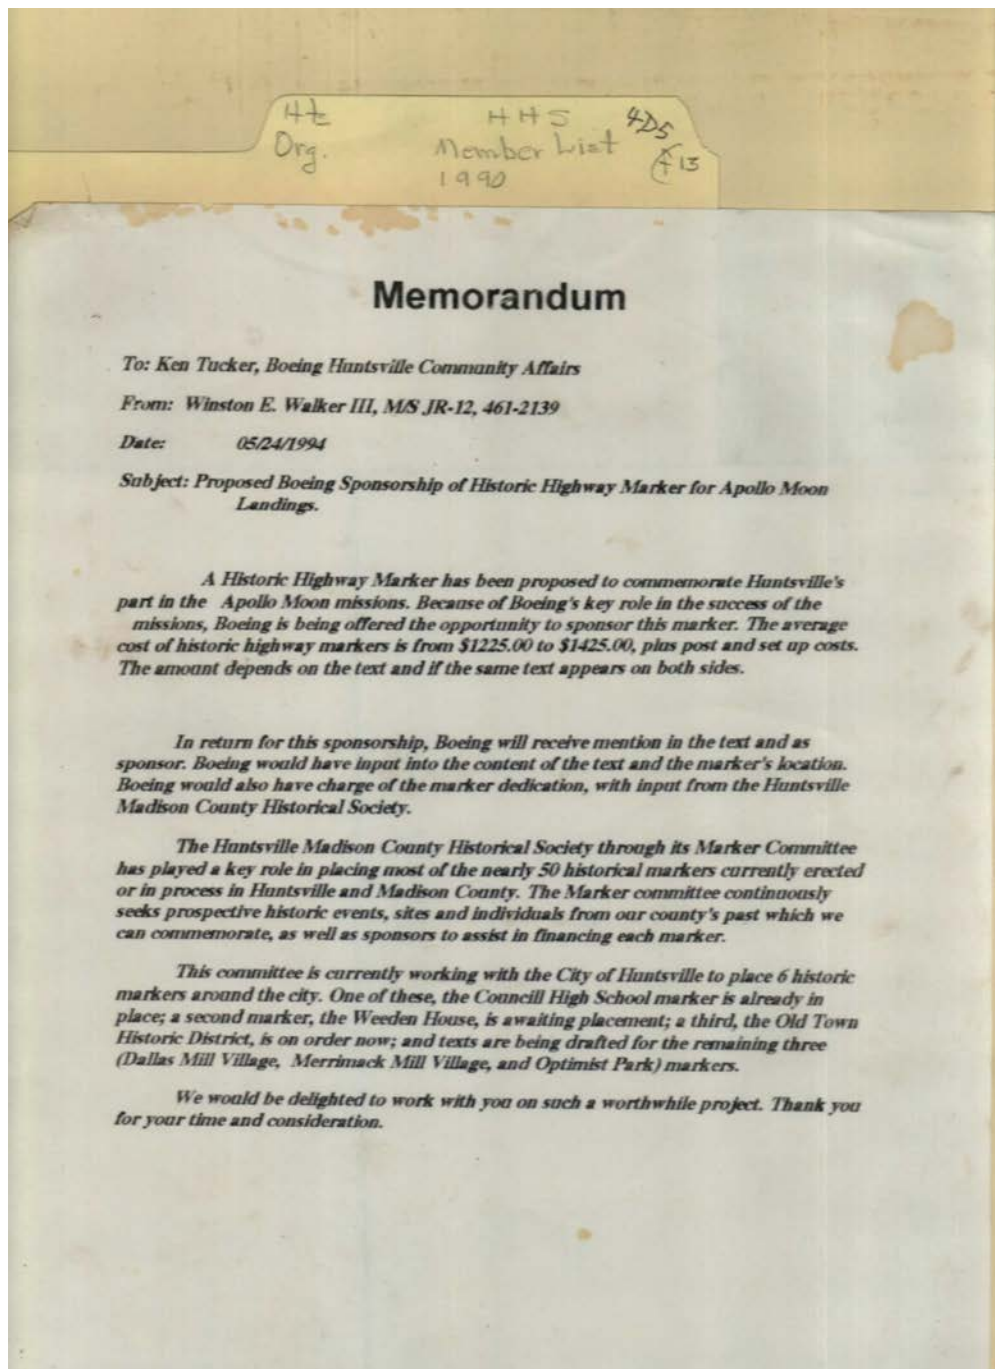 Ht HHS 4D5
Org. Member List F13
1990
Memorandum
To: Ken Tucker, Boeing Huntsville Community Affairs
From: Winston E. Walker III, M/S JR-12, 461-2139
Date: 05/24/1994
Subject: Proposed Boeing Sponsorship of Historic Highway Marker for Apollo Moon
Landings.
A Historic Highway Marker has been proposed to commemorate Huntsville's
part in the Apollo Moon missions. Because of Boeing's key role in the success of the
missions, Boeing is being offered the opportunity to sponsor this marker. The average
cost of historic highway markers is from $1225.00 to $1425.00, plus post and set up costs.
The amount depends on the text and if the same text appears on both sides.
In return for this sponsorship, Boeing will receive mention in the text and as
sponsor. Boeing would have input into the content of the text and the marker's location.
Boeing would also have charge of the marker dedication, with input from the Huntsville
Madison County Historical Society.
The Huntsville Madison County Historical Society through its Marker Committee
has played a key role in placing most of the nearly 50 historical markers currently erected
or in process in Huntsville and Madison County. The Marker committee continuously
seeks prospective historic events, sites and individuals from our county's past which we
can commemorate, as well as sponsors to assist in financing each marker.
This committee is currently working with the City of Huntsville to place 6 historic
markers around the city. One of these, the Councill High School marker is already in
place; a second marker, the Weeden House, is awaiting placement; a third, the Old Town
Historic District, is on order now; and texts are being drafted for the remaining three
(Dallas Mill Village, Merrimack Mill Village, and Optimist Park) markers.
We would be delighted to work with you on such a worthwhile project. Thank you
for your time and consideration.